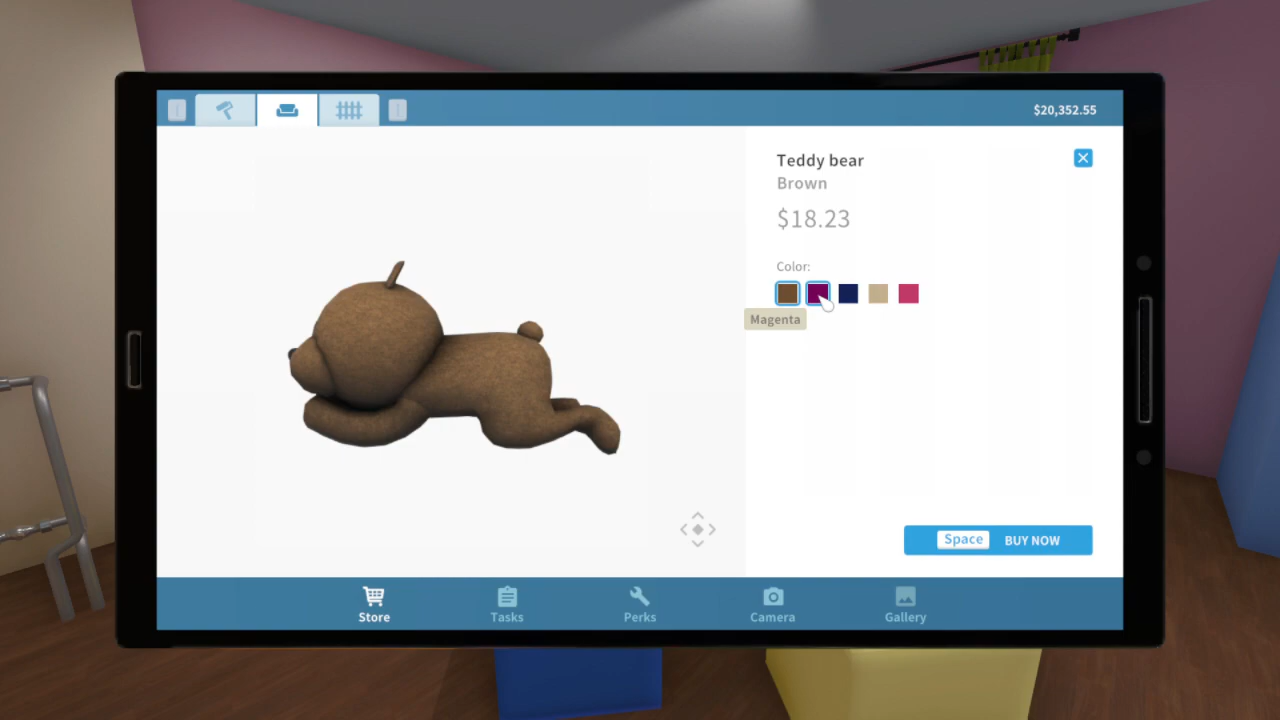 $20,352.55
Teddy bear
Brown
$18.23
Color:
Magenta
Space BUY NOW
Store Tasks Perks Camera Gallery